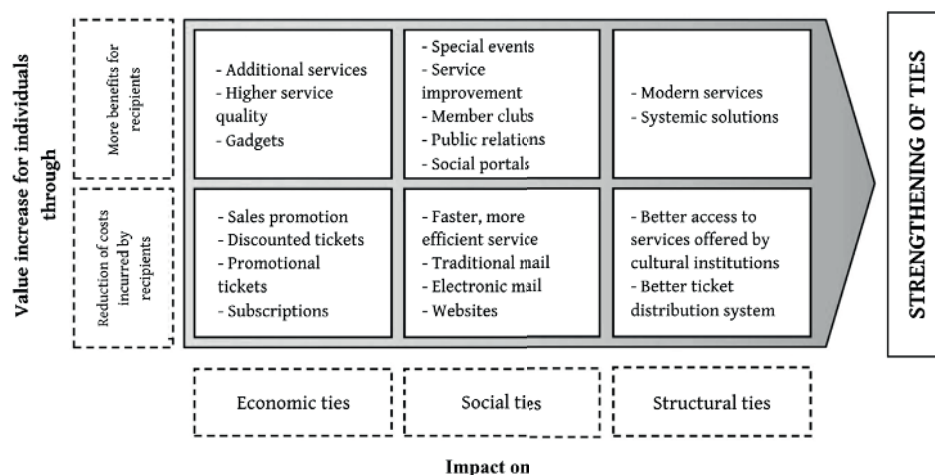 Value increase for individuals
through
More benefits for
recipients
- Additional services
- Higher service
quality
- Gadgets
- Special events
- Service
improvement
- Member clubs
- Public relations
- Social portals
- Modern services
- Systemic solutions
Reduction of costs
incurred by
recipients
- Sales promotion
- Discounted tickets
- Promotional
tickets
- Subscriptions
- Faster, more
efficient service
- Traditional mail
- Electronic mail
- Websites
- Better access to
services offered by
cultural institutions
- Better ticket
distribution system
STRENGTHENING OF TIES
Economic ties
Social ties
Structural ties
Impact on